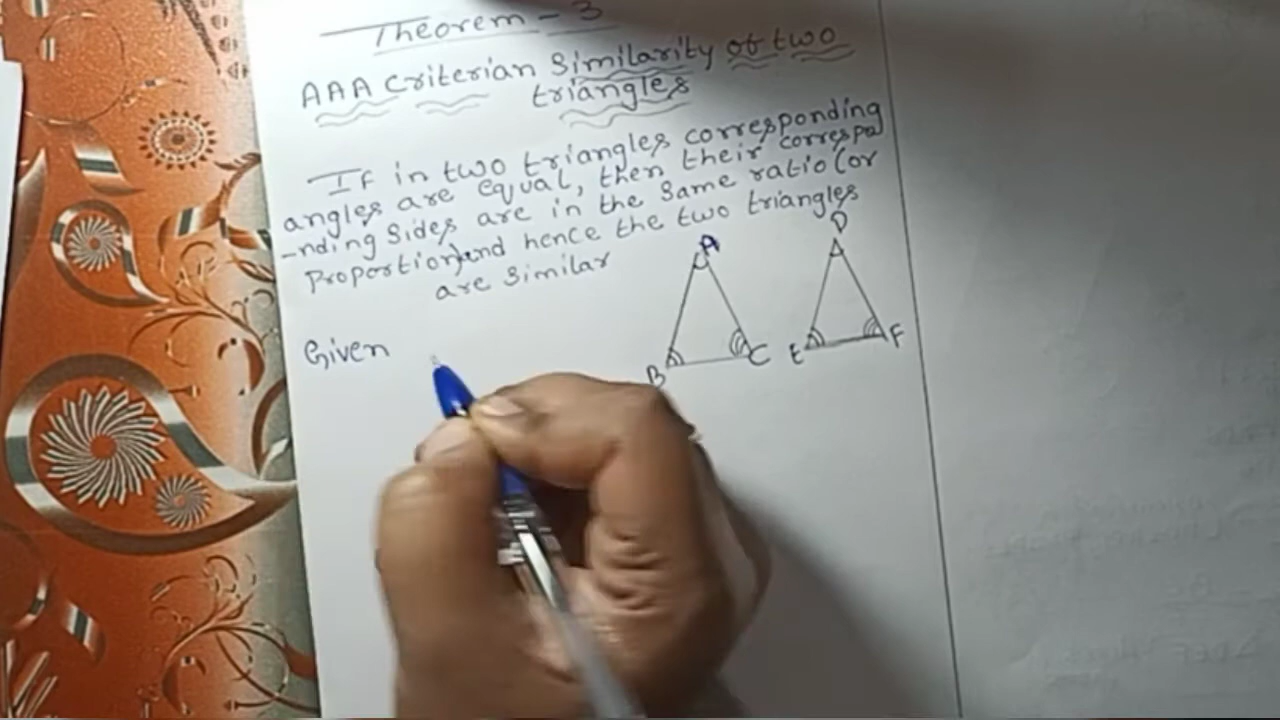 Theorem - 3
AAA Criterian Similarity of two
triangles
If in two triangles corresponding
angles are equal, then their correspo
-nding sides are in the same ratio (or
Proportion) and hence the two triangles
are similar
A
D
B
C
E
F
Given